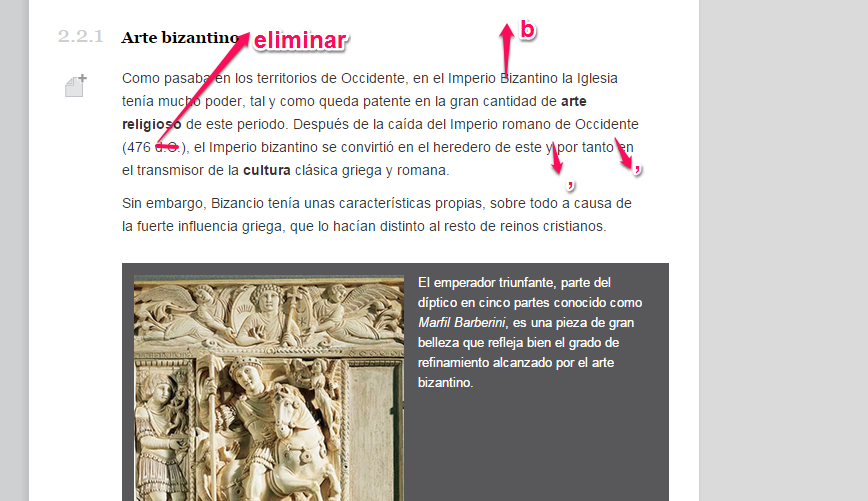 2.2.1 Arte bizantino eliminar b
Como pasaba en los territorios de Occidente, en el Imperio Bizantino la Iglesia
tenía mucho poder, tal y como queda patente en la gran cantidad de arte
religioso de este periodo. Después de la caída del Imperio romano de Occidente
(476 d.C.), el Imperio bizantino se convirtió en el heredero de este y por tanto en
, ,
el transmisor de la cultura clásica griega y romana.
Sin embargo, Bizancio tenía unas características propias, sobre todo a causa de
la fuerte influencia griega, que lo hacían distinto al resto de reinos cristianos.
El emperador triunfante, parte del
díptico en cinco partes conocido como
Marfil Barberini, es una pieza de gran
belleza que refleja bien el grado de
refinamiento alcanzado por el arte
bizantino.